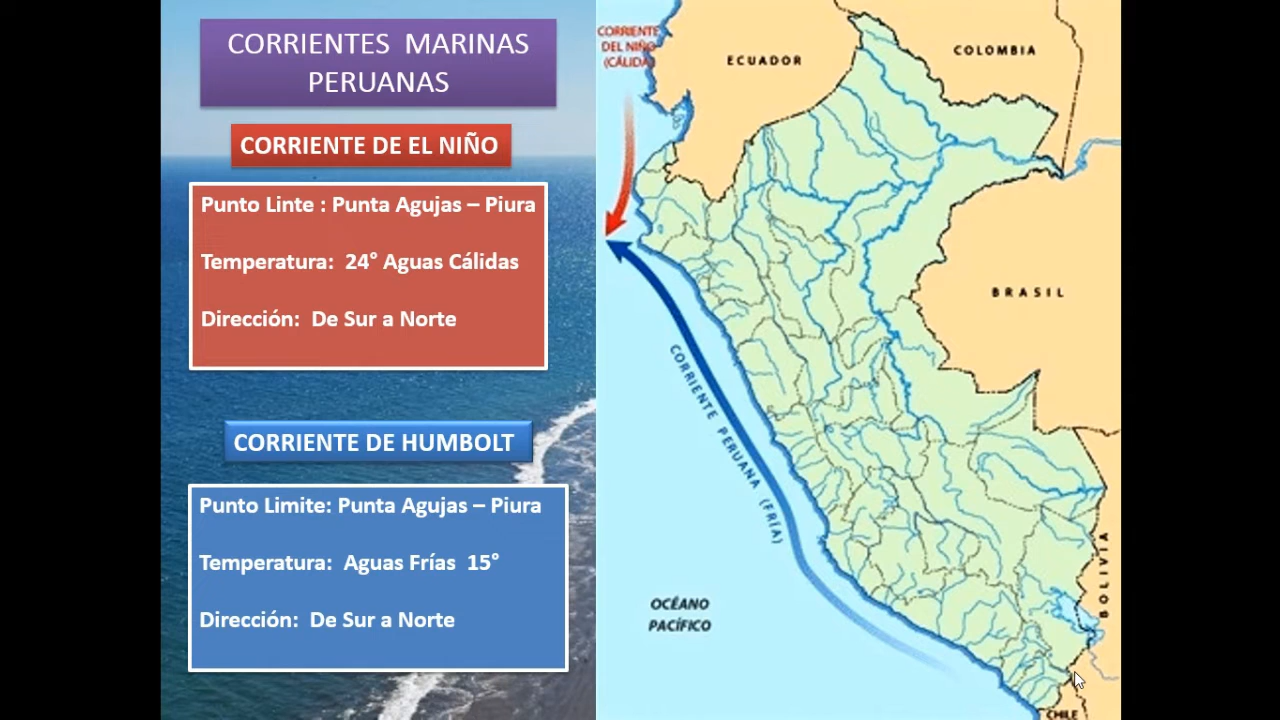 CORRIENTES MARINAS
PERUANAS
CORRIENTE DE EL NIÑO
Punto Linte : Punta Agujas – Piura
Temperatura: 24° Aguas Cálidas
Dirección: De Sur a Norte
CORRIENTE DE HUMBOLT
Punto Limite: Punta Agujas – Piura
Temperatura: Aguas Frías 15°
Dirección: De Sur a Norte
CORRIENTE
DEL NIÑO
(CÁLIDA)
ECUADOR
COLOMBIA
BRASIL
CORRIENTE PERUANA (FRÍA)
OCÉANO
PACÍFICO
BOLIVIA
CHILE